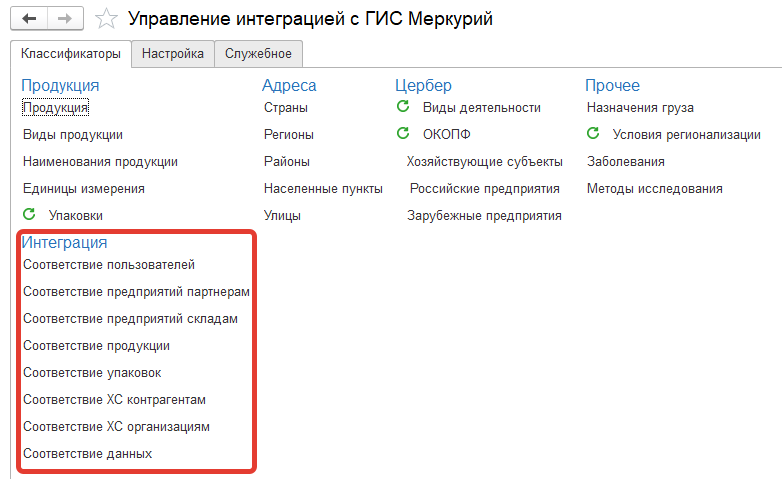 Управление интеграцией с ГИС Меркурий
Классификаторы
Настройка
Служебное
Продукция
Продукция
Виды продукции
Наименования продукции
Единицы измерения
Упаковки
Адреса
Страны
Регионы
Районы
Населенные пункты
Улицы
Цербер
Виды деятельности
ОКОПФ
Хозяйствующие субъекты
Российские предприятия
Зарубежные предприятия
Прочее
Назначения груза
Условия регионализации
Заболевания
Методы исследования
Интеграция
Соответствие пользователей
Соответствие предприятий партнерам
Соответствие предприятий складам
Соответствие продукции
Соответствие упаковок
Соответствие ХС контрагентам
Соответствие ХС организациям
Соответствие данных